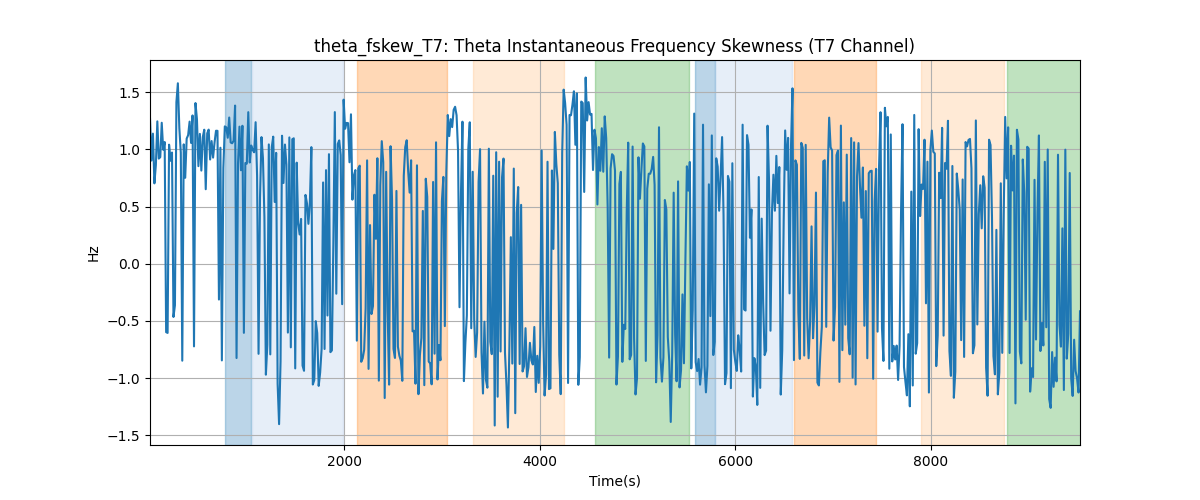 theta_fskew_T7: Theta Instantaneous Frequency Skewness (T7 Channel)
1.5
1.0
0.5
0.0
−0.5
−1.0
−1.5
Hz
2000 4000 6000 8000
Time(s)